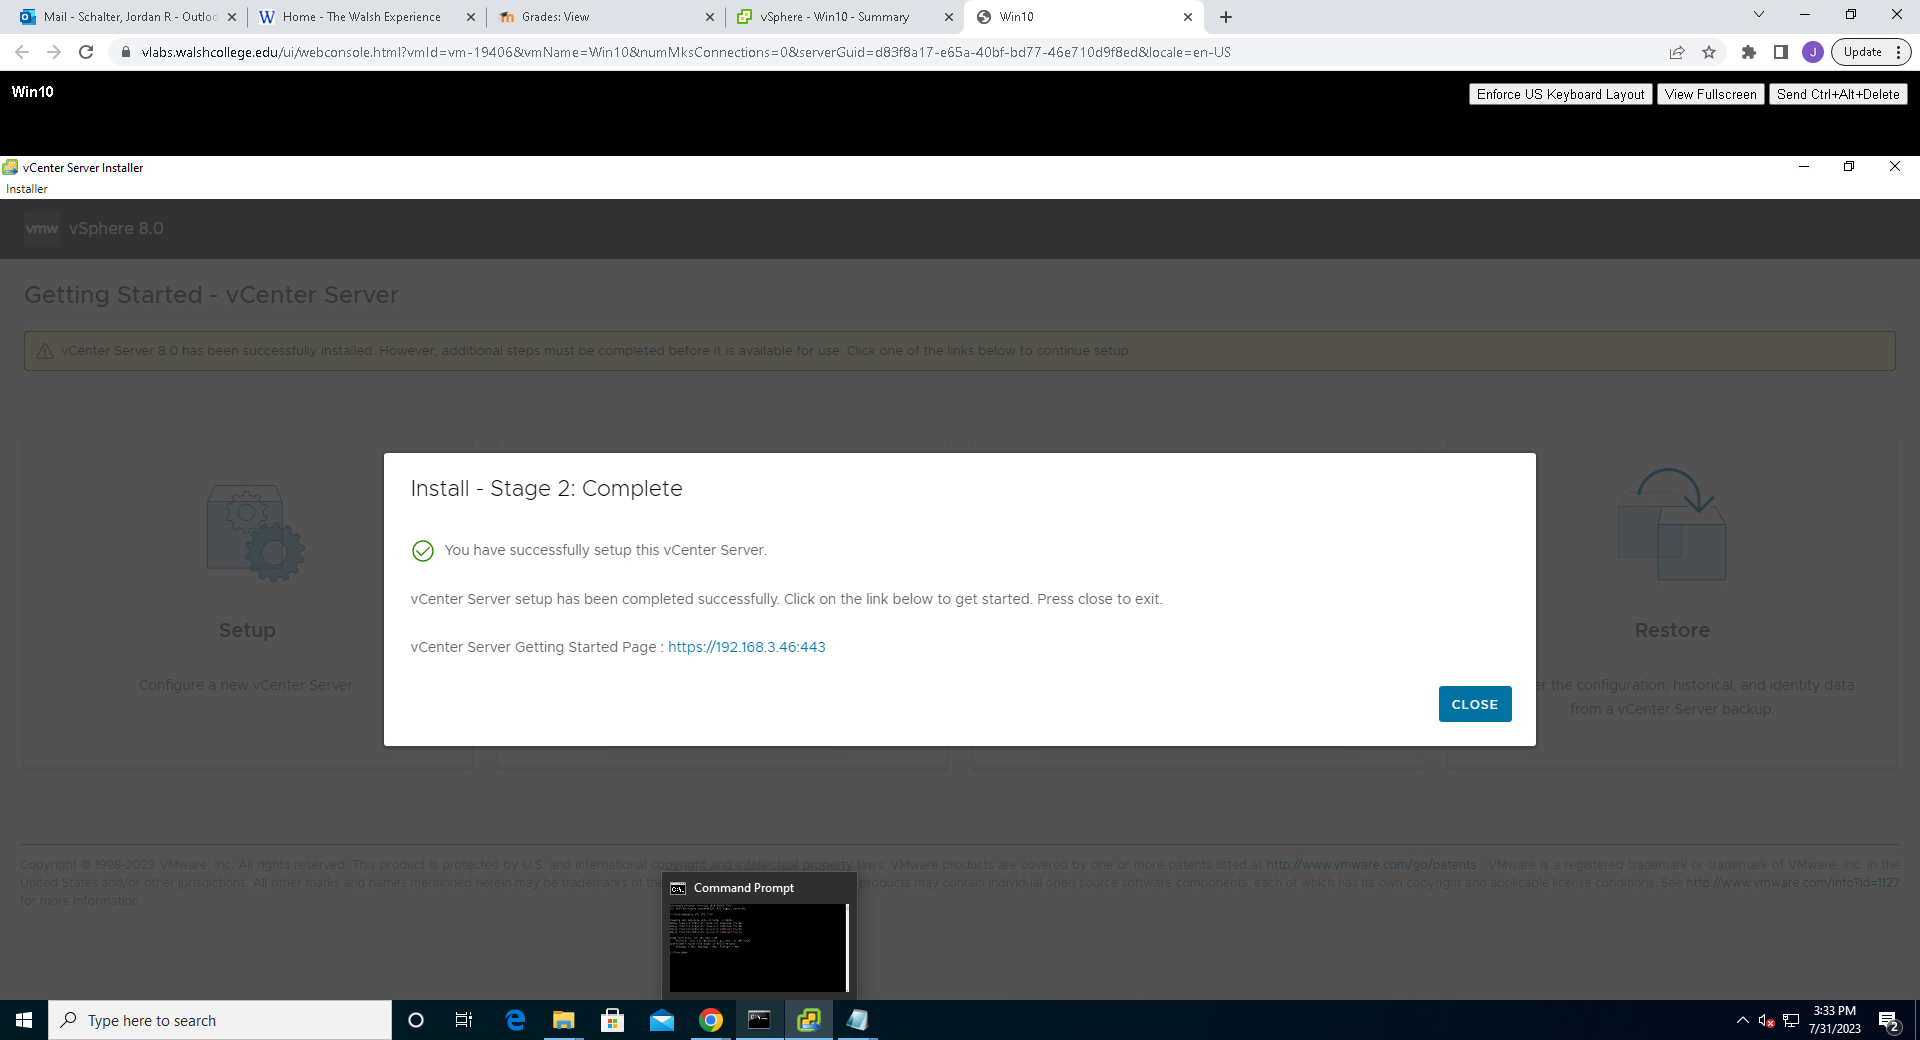 Mail - Schalter, Jordan R - Outloo
Home - The Walsh Experience
Grades: View
vSphere - Win10 - Summary
Win10
vlabs.walshcollege.edu/ui/webconsole.html?vmId=vm-19406&vmName=Win10&numMksConnections=0&serverGuid=d83f8a17-e65a-40bf-bd77-46e710d9f8ed&locale=en-US
J
Update
Win10
Enforce US Keyboard Layout
View Fullscreen
Send Ctrl+Alt+Delete
vCenter Server Installer
Installer
vmw vSphere 8.0
Getting Started - vCenter Server
vCenter Server 8.0 has been successfully installed. However, additional steps must be completed before it is available for use. Click one of the links below to continue setup.
Install - Stage 2: Complete
You have successfully setup this vCenter Server.
vCenter Server setup has been completed successfully. Click on the link below to get started. Press close to exit.
vCenter Server Getting Started Page : https://192.168.3.46:443
CLOSE
Setup
Configure a new vCenter Server.
Restore
er the configuration, historical, and identity data
from a vCenter Server backup.
Copyright © 1998-2023 VMware, Inc. All rights reserved. This product is protected by U.S. and international copyright and intellectual property laws. VMware products are covered by one or more patents listed at http://www.vmware.com/go/patents . VMware is a registered trademark or trademark of VMware, Inc. in the
United States and/or other jurisdictions. All other marks and names mentioned herein may be trademarks of the products may contain individual open source software components, each of which has its own copyright and applicable license conditions. See http://www.vmware.com/info?id=1127
for more information.
Command Prompt
Type here to search
3:33 PM
7/31/2023
2